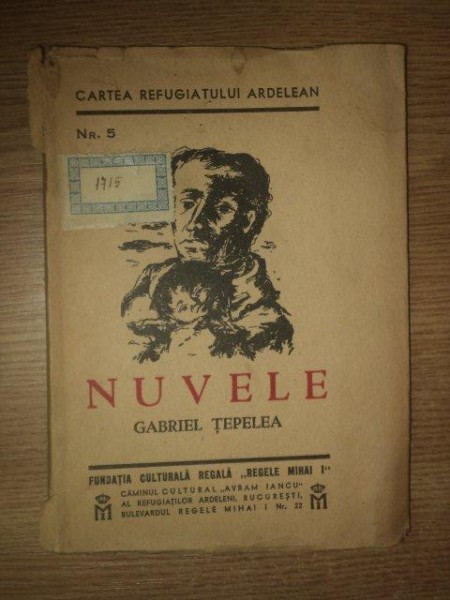 CARTEA REFUGIATULUI ARDELEAN
NR. 5
1715
NUVELE
GABRIEL ȚEPELEA
FUNDAȚIA CULTURALĂ REGALĂ „REGELE MIHAI I"
CĂMINUL CULTURAL „AVRAM IANCU"
AL REFUGIAȚILOR ARDELENI, BUCUREȘTI,
BULEVARDUL REGELE MIHAI I Nr. 22